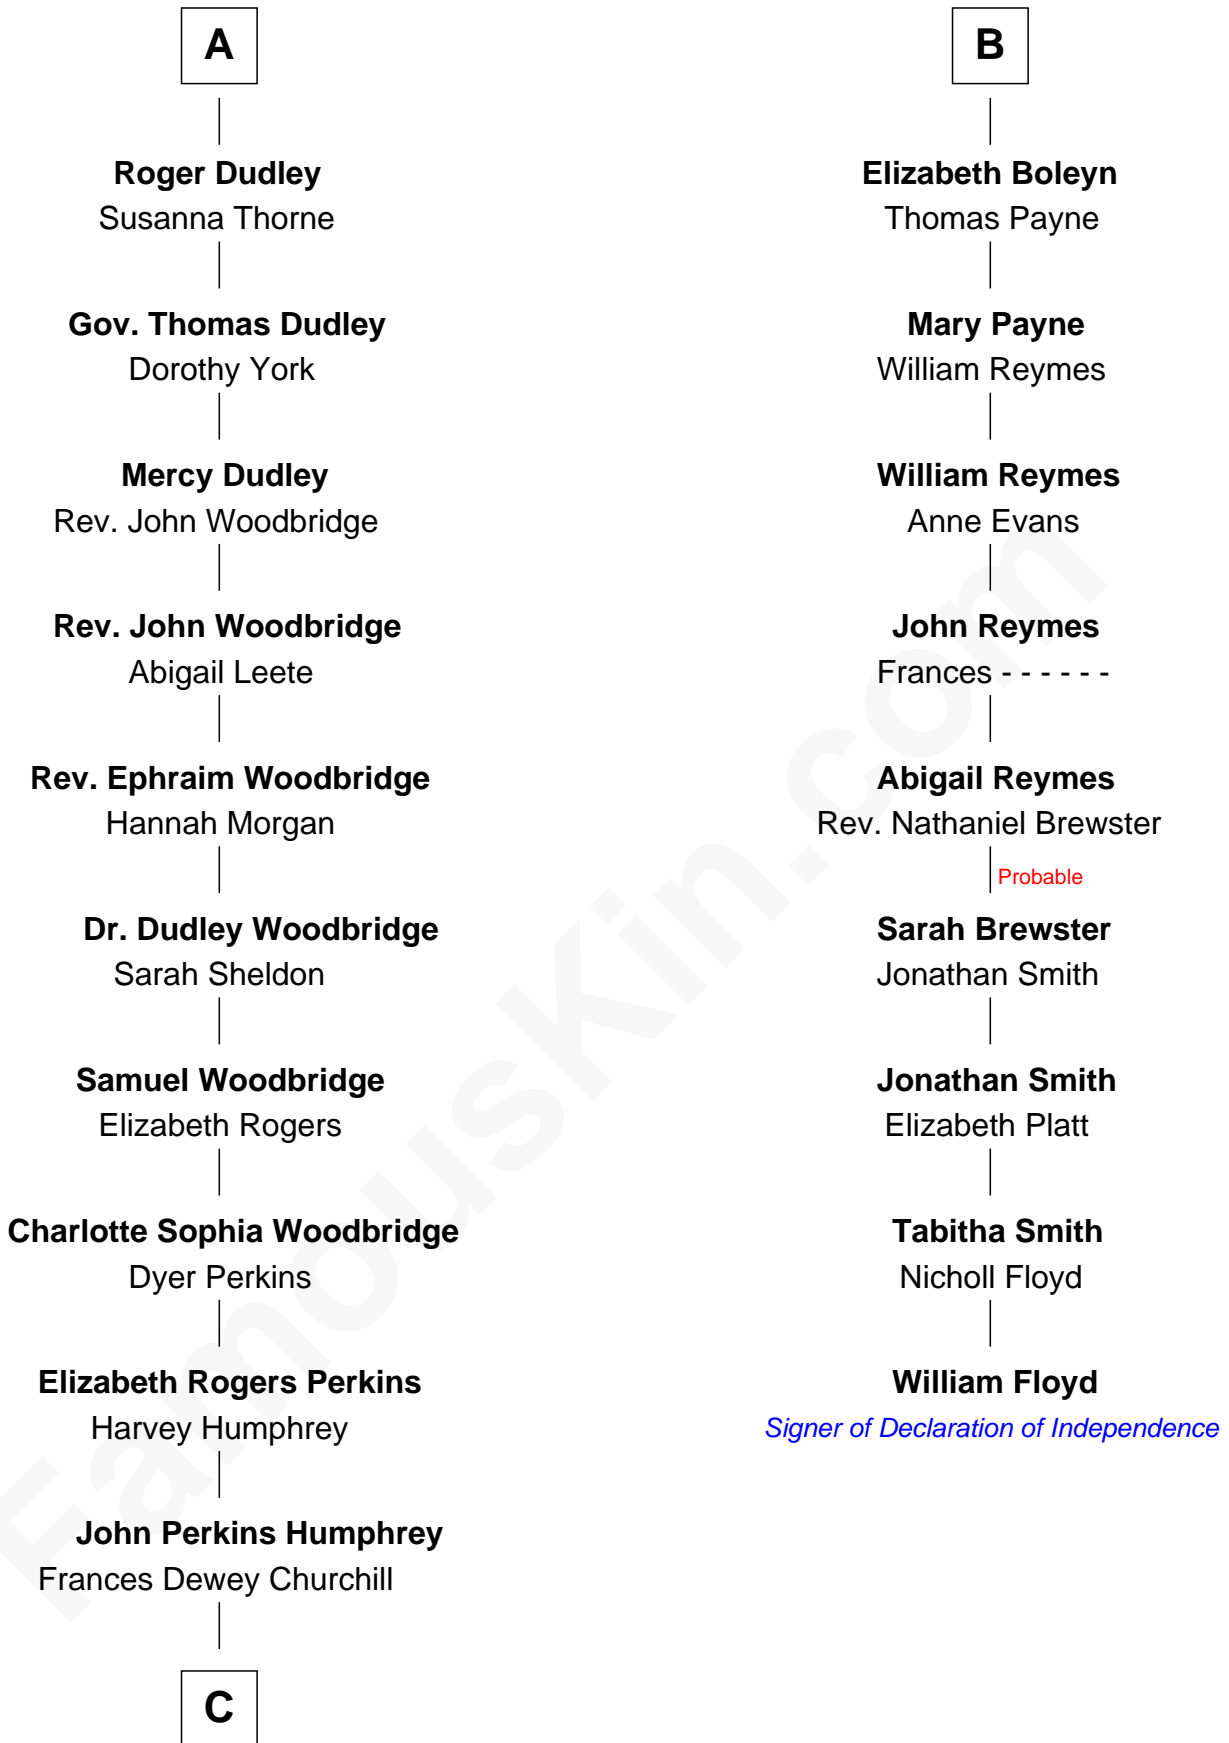 A
Roger Dudley
Susanna Thorne
Gov. Thomas Dudley
Dorothy York
Mercy Dudley
Rev. John Woodbridge
Rev. John Woodbridge
Abigail Leete
Rev. Ephraim Woodbridge
Hannah Morgan
Dr. Dudley Woodbridge
Sarah Sheldon
Samuel Woodbridge
Elizabeth Rogers
Charlotte Sophia Woodbridge
Dyer Perkins
Elizabeth Rogers Perkins
Harvey Humphrey
John Perkins Humphrey
Frances Dewey Churchill
C
B
Elizabeth Boleyn
Thomas Payne
Mary Payne
William Reymes
William Reymes
Anne Evans
John Reymes
Frances - - - - - -
Abigail Reymes
Rev. Nathaniel Brewster
Probable
Sarah Brewster
Jonathan Smith
Jonathan Smith
Elizabeth Platt
Tabitha Smith
Nicholl Floyd
William Floyd
Signer of Declaration of Independence
FamousKin.com